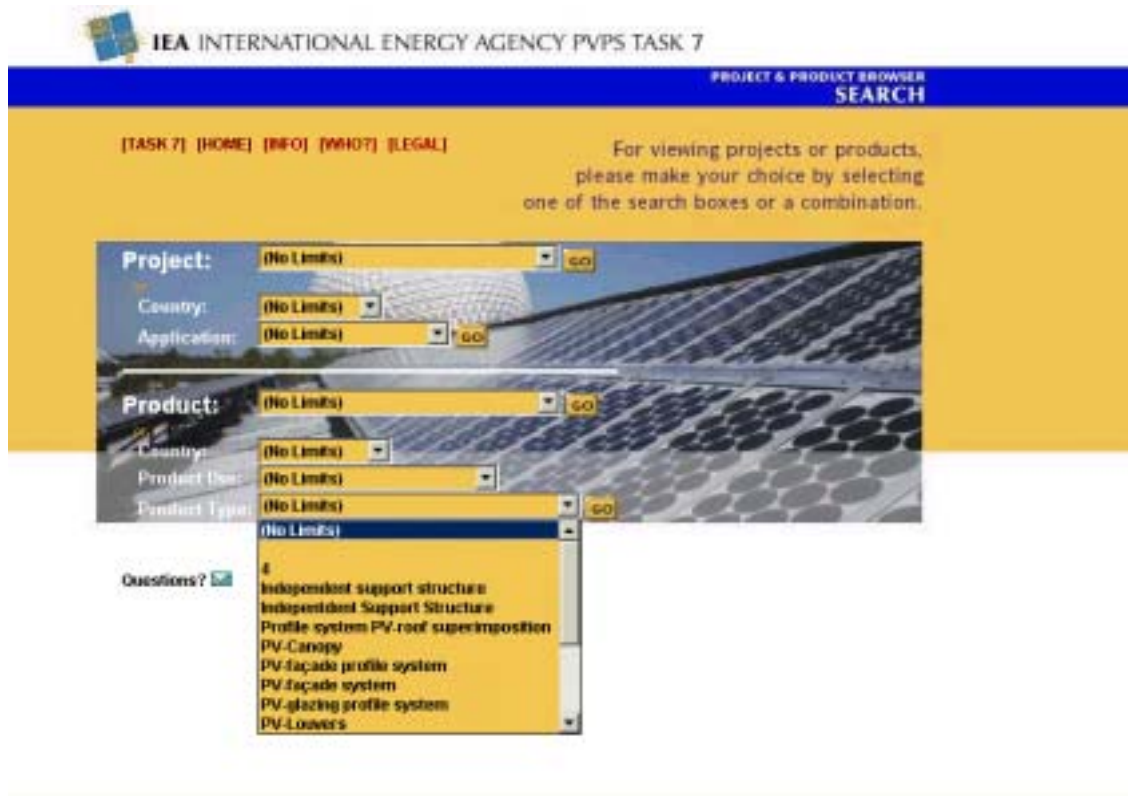 IEA INTERNATIONAL ENERGY AGENCY PVPS TASK 7
PROJECT & PRODUCT BROWSER
SEARCH
[TASK 7] [HOME] [INFO] [WHO?] [LEGAL]
For viewing projects or products,
please make your choice by selecting
one of the search boxes or a combination.
Project: (No Limits) GO
Country: (No Limits)
Application: (No Limits) GO
Product: (No Limits) GO
Country: (No Limits)
Product Use: (No Limits)
Product Type: (No Limits) GO
(No Limits)
4
Independent support structure
Independent Support Structure
Profile system PV-roof superimposition
PV-Canopy
PV-façade profile system
PV-façade system
PV-glazing profile system
PV-Louvers
Questions?